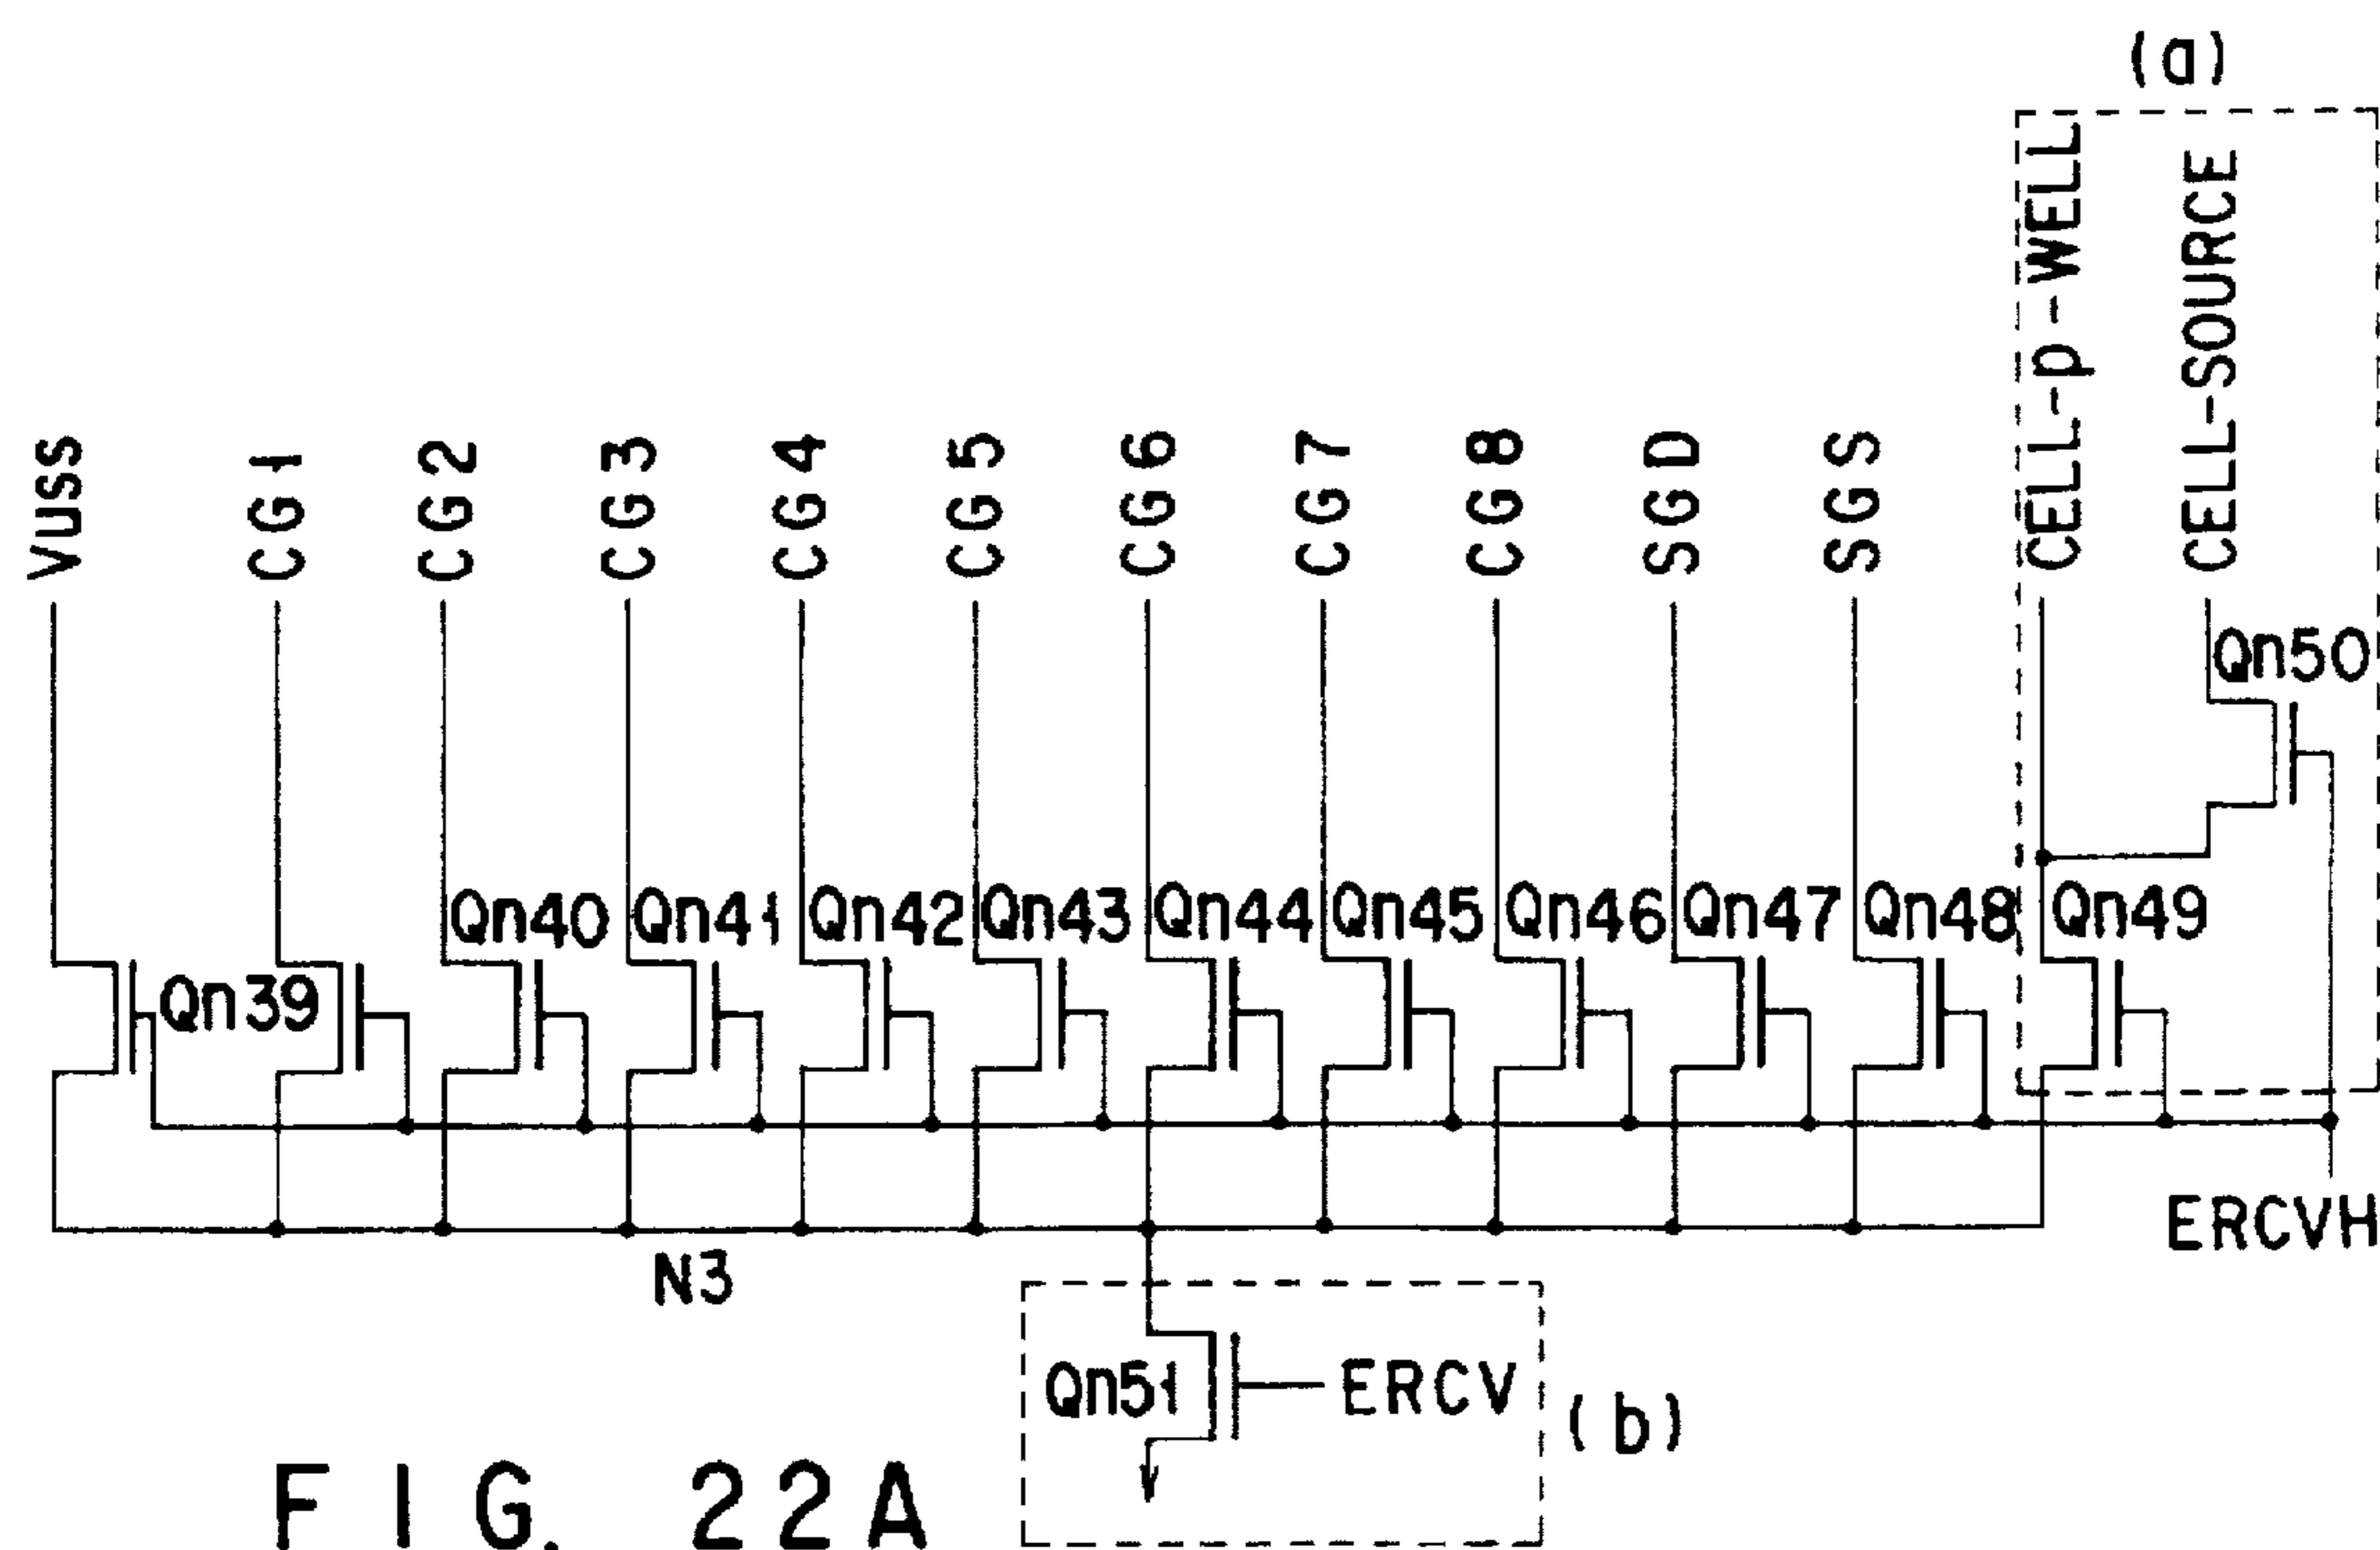 (a)
Vuss
CG1
CG2
CG3
CG4
CG5
CG6
CG7
CG8
SGD
SGS
CELL-p-WELL
CELL-SOURCE
Qn50
Qn39
Qn40
Qn41
Qn42
Qn43
Qn44
Qn45
Qn46
Qn47
Qn48
Qn49
ERCVH
N3
Qn51
ERCV
(b)
FIG. 22A